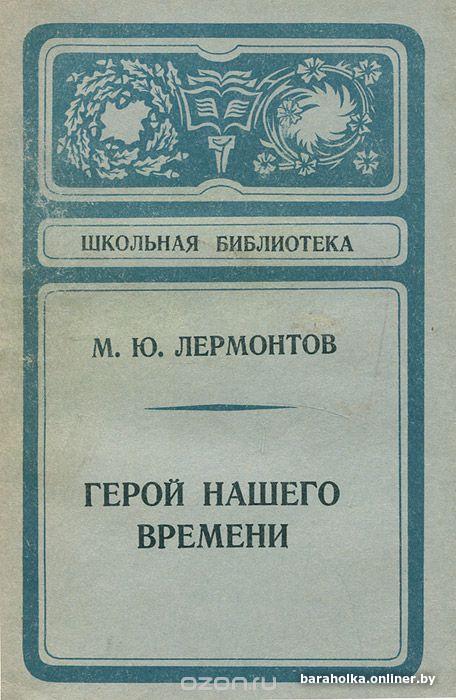 ШКОЛЬНАЯ БИБЛИОТЕКА
М. Ю. ЛЕРМОНТОВ
ГЕРОЙ НАШЕГО
ВРЕМЕНИ
ozon.ru
baraholka.onliner.by